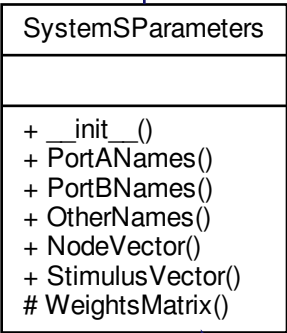 SystemSParameters
+ __init__()
+ PortANames()
+ PortBNames()
+ OtherNames()
+ NodeVector()
+ StimulusVector()
# WeightsMatrix()